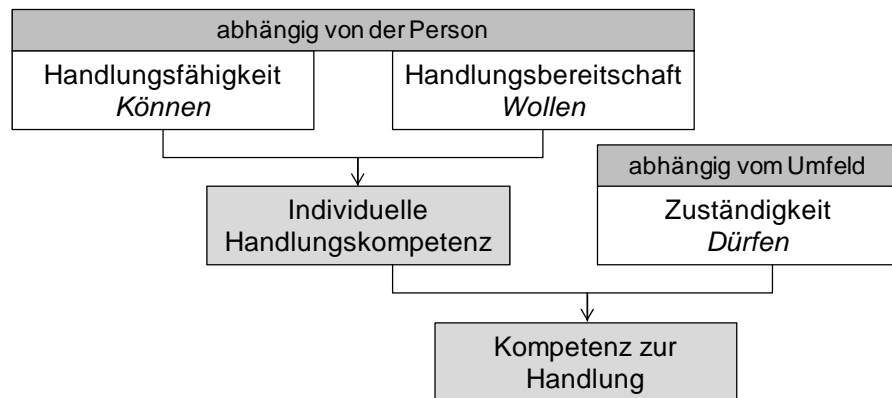 abhängig von der Person
Handlungsfähigkeit
Können
Handlungsbereitschaft
Wollen
abhängig vom Umfeld
Individuelle
Handlungskompetenz
Zuständigkeit
Dürfen
Kompetenz zur
Handlung